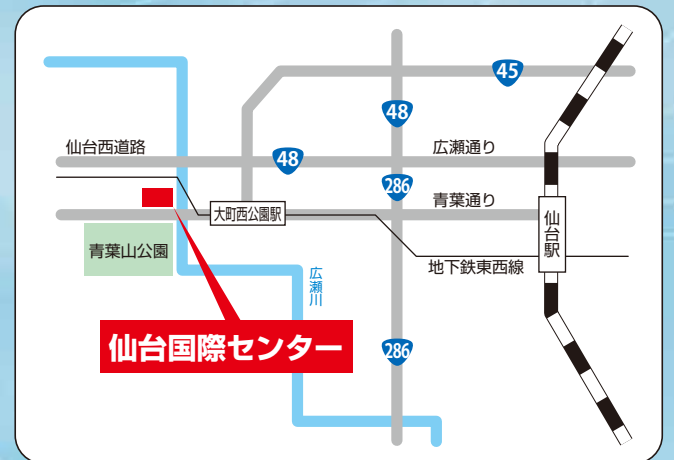 45
48
仙台西道路
48
広瀬通り
286
青葉通り
大町西公園駅
仙台駅
青葉山公園
地下鉄東西線
広瀬川
仙台国際センター
286